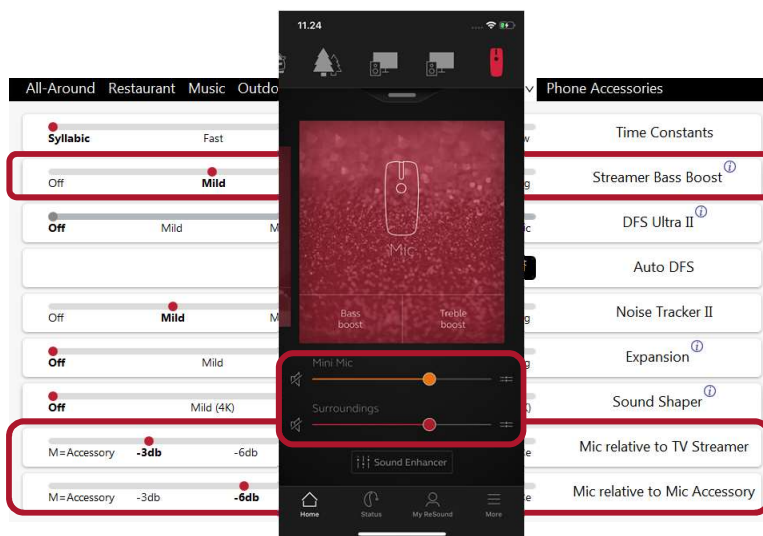 11.24
All-Around Restaurant Music Outdo
Phone Accessories
Syllabic Fast
Time Constants
Off Mild
Streamer Bass Boost
Off Mild
DFS Ultra II
Auto DFS
Off Mild
Noise Tracker II
Off Mild
Expansion
Off Mild (4K)
Sound Shaper
M=Accessory -3db -6db
Mic relative to TV Streamer
M=Accessory -3db -6db
Mic relative to Mic Accessory
Mic
Bass boost
Treble boost
Mini Mic
Surroundings
Sound Enhancer
Home Status My ReSound More